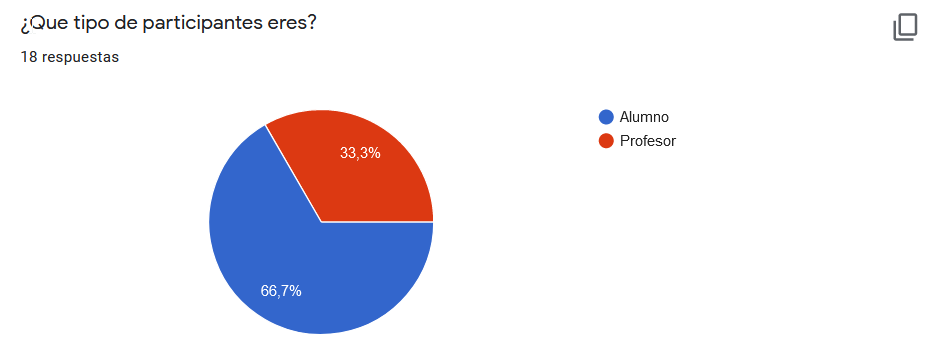 ¿Que tipo de participantes eres?
18 respuestas
Alumno
Profesor
33,3%
66,7%